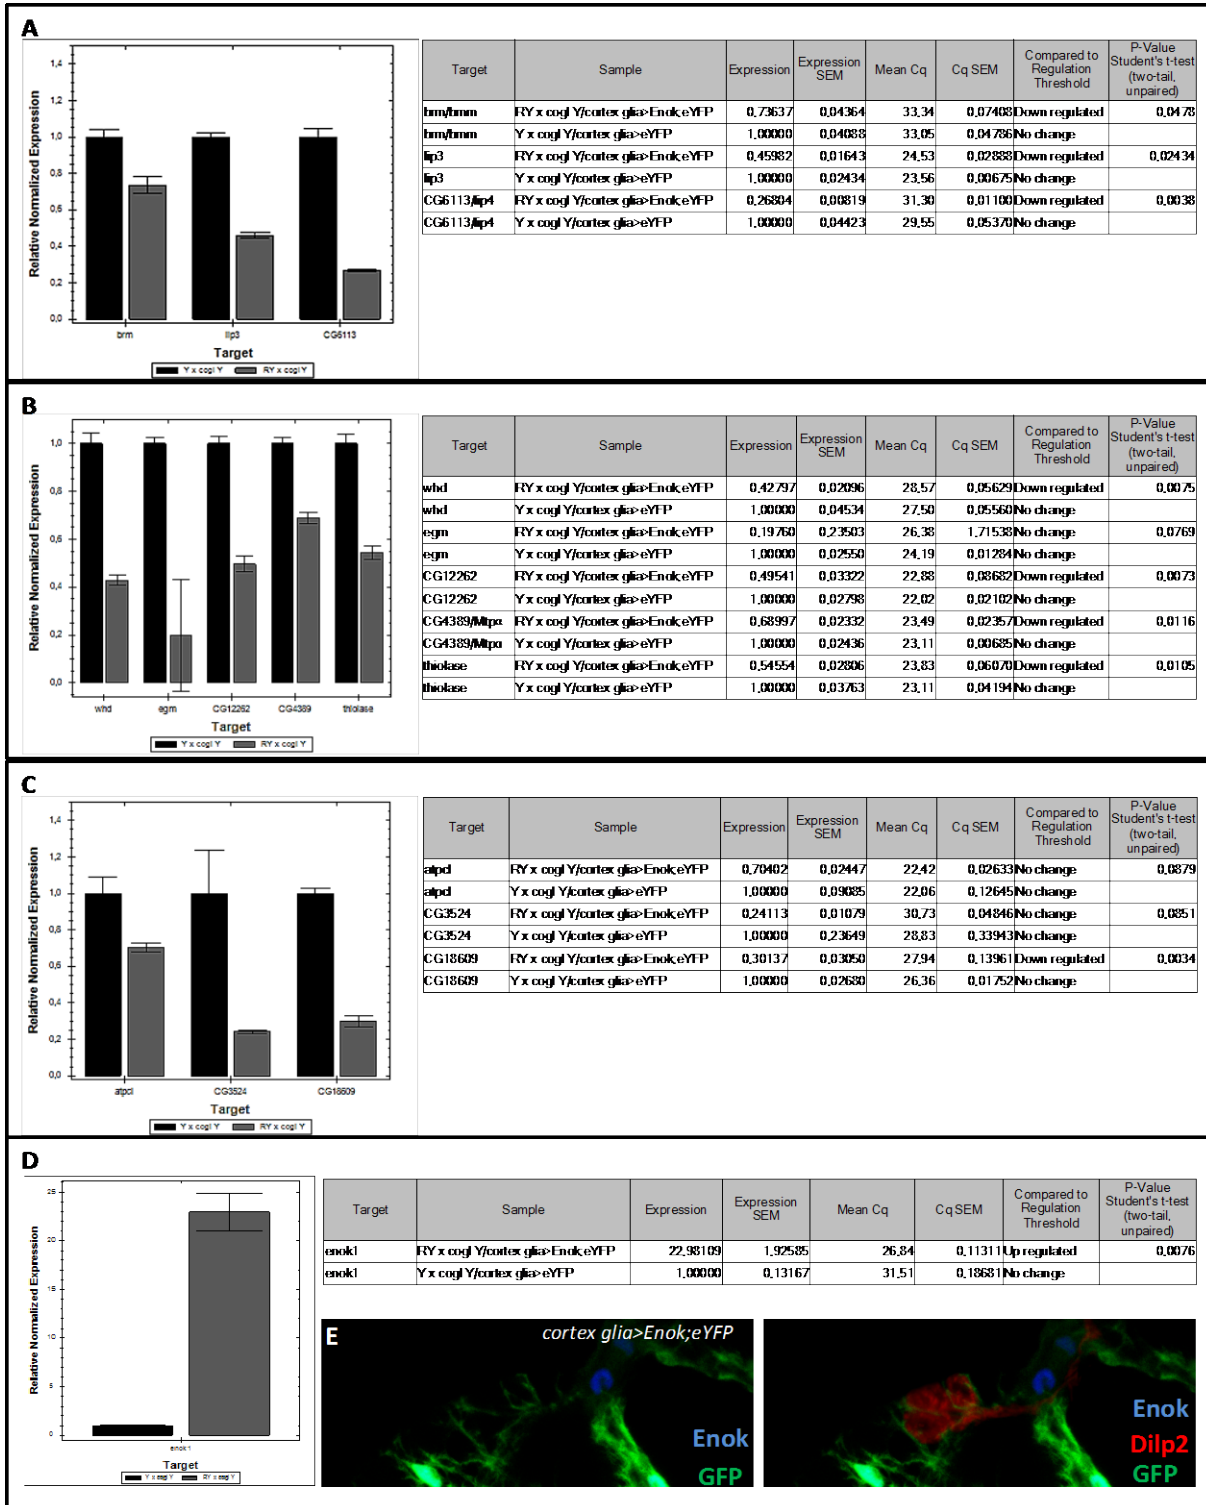 A
Relative Normalized Expression
1,4
1,2
1,0
0,8
0,6
0,4
0,2
0,0
brm lip3 CG6113
Target
Y x cogl Y RY x cogl Y
Target Sample Expression Expression SEM Mean Cq Cq SEM Compared to Regulation Threshold P-Value Student's t-test (two-tail, unpaired)
brm/bmm RY x cogl Y/cortex glia>Enok;eYFP 0,73637 0,04364 33,34 0,07408 Down regulated 0,0478
brm/bmm Y x cogl Y/cortex glia>eYFP 1,00000 0,04088 33,05 0,04786 No change
lip3 RY x cogl Y/cortex glia>Enok;eYFP 0,45982 0,01643 24,53 0,02888 Down regulated 0,02434
lip3 Y x cogl Y/cortex glia>eYFP 1,00000 0,02434 23,56 0,00675 No change
CG6113/lip4 RY x cogl Y/cortex glia>Enok;eYFP 0,26804 0,00819 31,30 0,01100 Down regulated 0,0038
CG6113/lip4 Y x cogl Y/cortex glia>eYFP 1,00000 0,04423 29,55 0,05370 No change
B
Relative Normalized Expression
1,0
0,8
0,6
0,4
0,2
0,0
whd egm CG12262 CG4389 thiolase
Target
Y x cogl Y RY x cogl Y
Target Sample Expression Expression SEM Mean Cq Cq SEM Compared to Regulation Threshold P-Value Student's t-test (two-tail, unpaired)
whd RY x cogl Y/cortex glia>Enok;eYFP 0,42797 0,02096 28,57 0,05629 Down regulated 0,0075
whd Y x cogl Y/cortex glia>eYFP 1,00000 0,04534 27,50 0,05560 No change
egm RY x cogl Y/cortex glia>Enok;eYFP 0,19760 0,23503 26,38 1,71538 No change 0,0769
egm Y x cogl Y/cortex glia>eYFP 1,00000 0,02550 24,19 0,01284 No change
CG12262 RY x cogl Y/cortex glia>Enok;eYFP 0,49541 0,03322 22,88 0,08682 Down regulated 0,0073
CG12262 Y x cogl Y/cortex glia>eYFP 1,00000 0,02798 22,02 0,02102 No change
CG4389/Mtpα RY x cogl Y/cortex glia>Enok;eYFP 0,68997 0,02332 23,49 0,02357 Down regulated 0,0116
CG4389/Mtpα Y x cogl Y/cortex glia>eYFP 1,00000 0,02436 23,11 0,00685 No change
thiolase RY x cogl Y/cortex glia>Enok;eYFP 0,54554 0,02806 23,83 0,06070 Down regulated 0,0105
thiolase Y x cogl Y/cortex glia>eYFP 1,00000 0,03763 23,11 0,04194 No change
C
Relative Normalized Expression
1,4
1,2
1,0
0,8
0,6
0,4
0,2
0,0
atpcl CG3524 CG18609
Target
Y x cogl Y RY x cogl Y
Target Sample Expression Expression SEM Mean Cq Cq SEM Compared to Regulation Threshold P-Value Student's t-test (two-tail, unpaired)
atpcl RY x cogl Y/cortex glia>Enok;eYFP 0,70402 0,02447 22,42 0,02633 No change 0,0879
atpcl Y x cogl Y/cortex glia>eYFP 1,00000 0,09085 22,06 0,12645 No change
CG3524 RY x cogl Y/cortex glia>Enok;eYFP 0,24113 0,01079 30,73 0,04846 No change 0,0851
CG3524 Y x cogl Y/cortex glia>eYFP 1,00000 0,23649 28,83 0,33943 No change
CG18609 RY x cogl Y/cortex glia>Enok;eYFP 0,30137 0,03050 27,94 0,13961 Down regulated 0,0034
CG18609 Y x cogl Y/cortex glia>eYFP 1,00000 0,02680 26,36 0,01752 No change
D
Relative Normalized Expression
25
20
15
10
5
0
enok1
Target
Y x cogl Y RY x cogl Y
Target Sample Expression Expression SEM Mean Cq Cq SEM Compared to Regulation Threshold P-Value Student's t-test (two-tail, unpaired)
enok1 RY x cogl Y/cortex glia>Enok;eYFP 22,98109 1,92585 26,84 0,11311 Up regulated 0,0076
enok1 Y x cogl Y/cortex glia>eYFP 1,00000 0,13167 31,51 0,18681 No change
E
cortex glia>Enok;eYFP
Enok
GFP
Enok
Dilp2
GFP